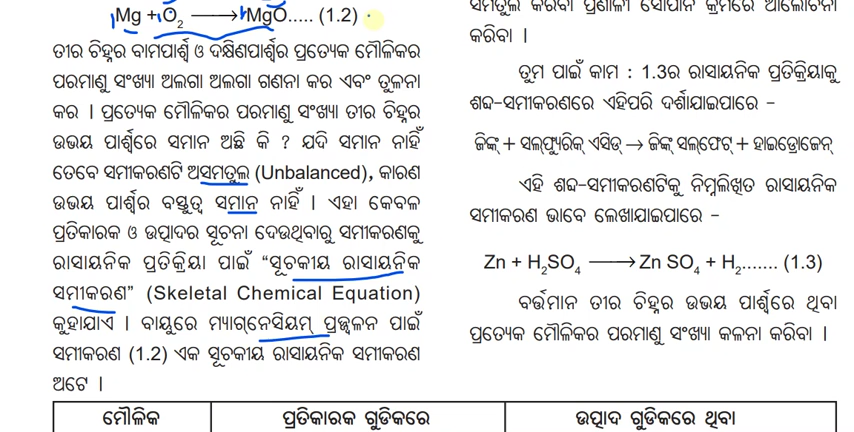 Mg + O2 ⟶ MgO..... (1.2)
ତୀର ଚିହ୍ନର ବାମପାର୍ଶ୍ୱ ଓ ଦକ୍ଷିଣପାର୍ଶ୍ୱର ପ୍ରତ୍ୟେକ ମୌଳିକର
ପରମାଣୁ ସଂଖ୍ୟା ଅଲଗା ଅଲଗା ଗଣନା କର ଏବଂ ତୁଳନା
କର । ପ୍ରତ୍ୟେକ ମୌଳିକର ପରମାଣୁ ସଂଖ୍ୟା ତୀର ଚିହ୍ନର
ଉଭୟ ପାର୍ଶ୍ୱରେ ସମାନ ଅଛି କି ? ଯଦି ସମାନ ନାହିଁ
ତେବେ ସମୀକରଣଟି ଅସମତୁଲ (Unbalanced), କାରଣ
ଉଭୟ ପାର୍ଶ୍ୱର ବସ୍ତୁତ୍ୱ ସମାନ ନାହିଁ । ଏହା କେବଳ
ପ୍ରତିକାରକ ଓ ଉତ୍ପାଦର ସୂଚନା ଦେଉଥିବାରୁ ସମୀକରଣକୁ
ରାସାୟନିକ ପ୍ରତିକ୍ରିୟା ପାଇଁ “ସୂଚକୀୟ ରାସାୟନିକ
ସମୀକରଣ” (Skeletal Chemical Equation)
କୁହାଯାଏ । ବାୟୁରେ ମ୍ୟାଗ୍‌ନେସିୟମ୍ ପ୍ରଜ୍ଜ୍ୱଳନ ପାଇଁ
ସମୀକରଣ (1.2) ଏକ ସୂଚକୀୟ ରାସାୟନିକ ସମୀକରଣ
ଅଟେ ।
ସମତୁଲ କରିବା ପ୍ରଣାଳୀ ସୋପାନ କ୍ରମରେ ଆଲୋଚନା
କରିବା ।
ତୁମ ପାଇଁ କାମ : 1.3ର ରାସାୟନିକ ପ୍ରତିକ୍ରିୟାକୁ
ଶବ୍ଦ-ସମୀକରଣରେ ଏହିପରି ଦର୍ଶାଯାଇପାରେ –
ଜିଙ୍କ୍ + ସଲ୍‌ଫ୍ୟୁରିକ୍ ଏସିଡ୍ → ଜିଙ୍କ୍ ସଲ୍‌ଫେଟ୍ + ହାଇଡ୍ରୋଜେନ୍
ଏହି ଶବ୍ଦ-ସମୀକରଣଟିକୁ ନିମ୍ନଲିଖିତ ରାସାୟନିକ
ସମୀକରଣ ଭାବେ ଲେଖାଯାଇପାରେ –
Zn + H2SO4 ⟶ Zn SO4 + H2....... (1.3)
ବର୍ତ୍ତମାନ ତୀର ଚିହ୍ନର ଉଭୟ ପାର୍ଶ୍ୱରେ ଥିବା
ପ୍ରତ୍ୟେକ ମୌଳିକର ପରମାଣୁ ସଂଖ୍ୟା କଳନା କରିବା ।
ମୌଳିକ ପ୍ରତିକାରକ ଗୁଡିକରେ ଉତ୍ପାଦ ଗୁଡିକରେ ଥିବା